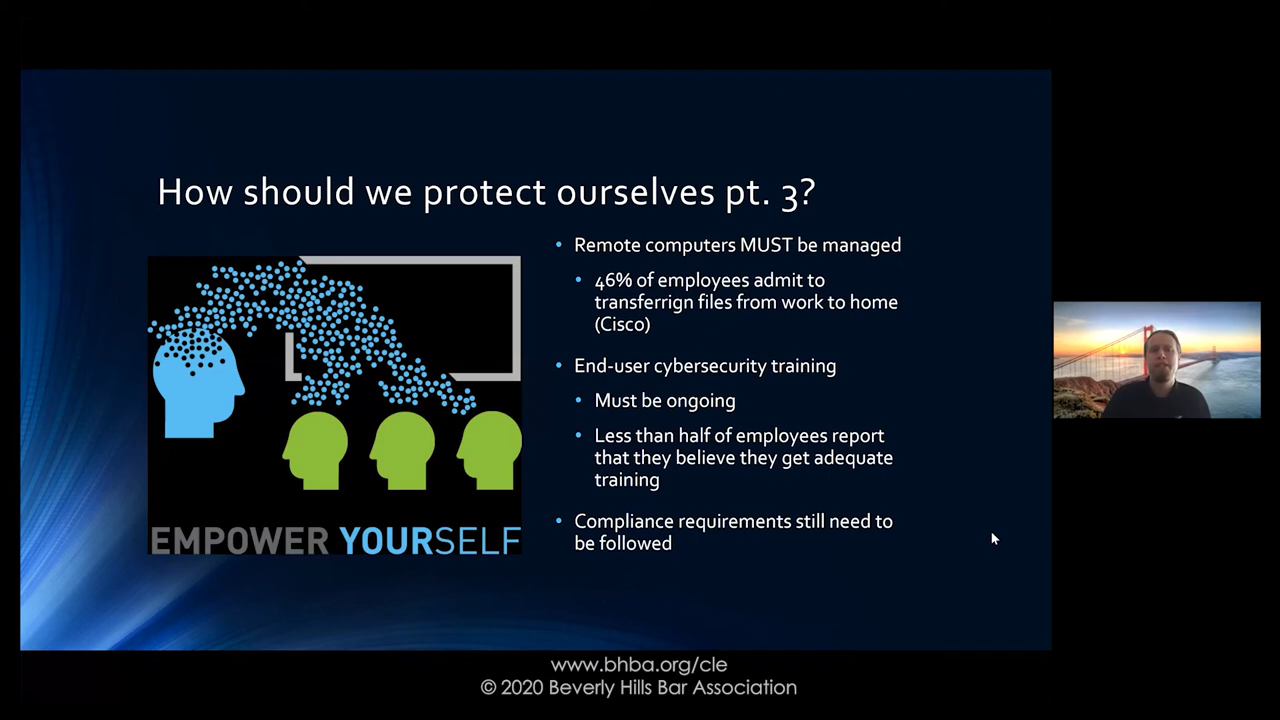 How should we protect ourselves pt. 3?
Remote computers MUST be managed
46% of employees admit to
transferrign files from work to home
(Cisco)
End-user cybersecurity training
Must be ongoing
Less than half of employees report
that they believe they get adequate
training
Compliance requirements still need to
be followed
EMPOWER YOURSELF
www.bhba.org/cle
© 2020 Beverly Hills Bar Association